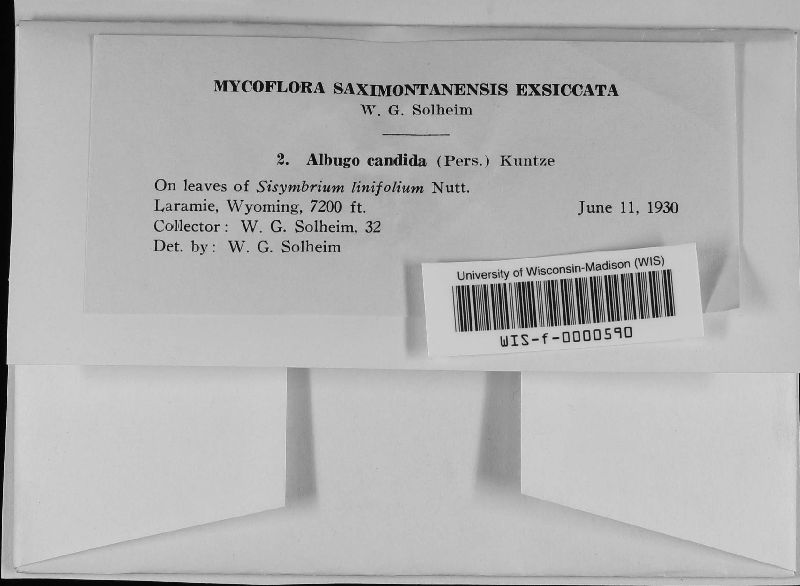 MYCOFLORA SAXIMONTANENSIS EXSICCATA
W. G. Solheim
2. Albugo candida (Pers.) Kuntze
On leaves of Sisymbrium linifolium Nutt.
Laramie, Wyoming, 7200 ft. June 11, 1930
Collector: W. G. Solheim, 32
Det. by: W. G. Solheim
University of Wisconsin-Madison (WIS)
WIS-f-0000590